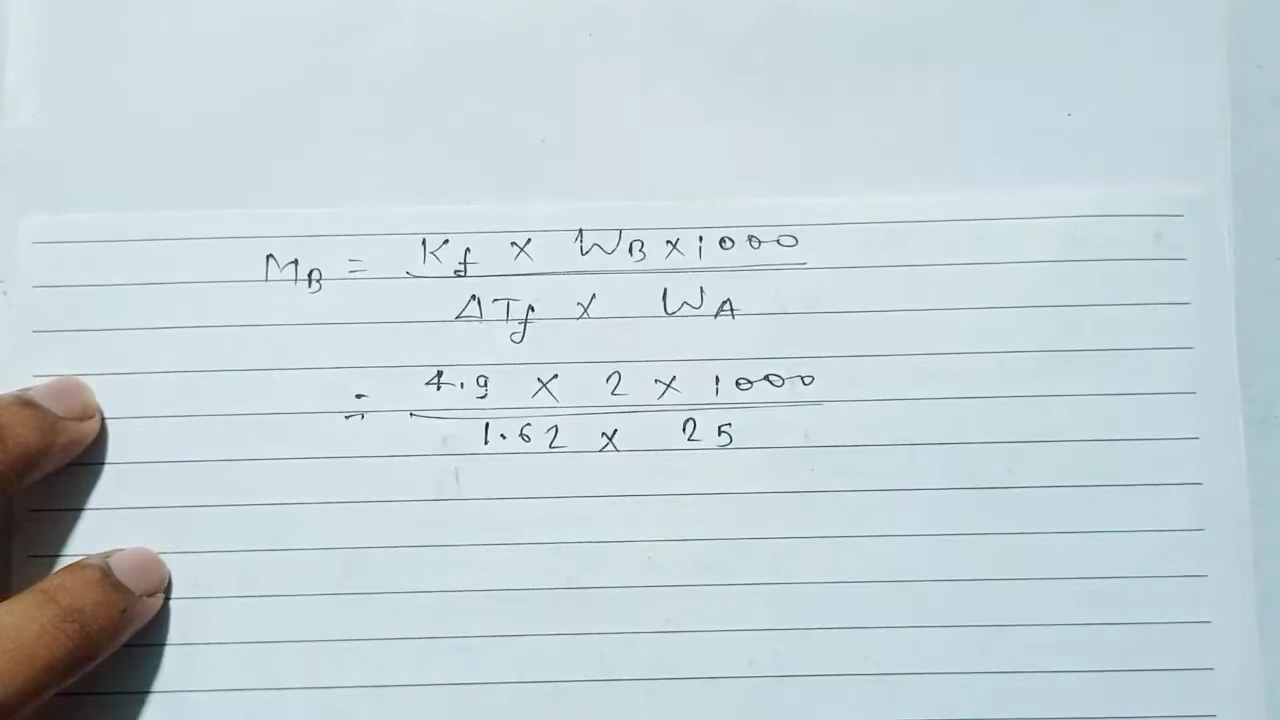 M_B = K_f × W_B × 1000
ΔT_f × W_A
= 4.9 × 2 × 1000
1.62 × 25